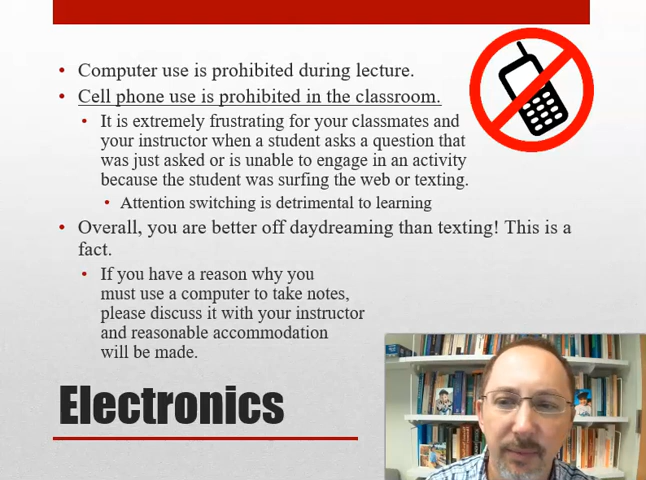 Computer use is prohibited during lecture.
Cell phone use is prohibited in the classroom.
It is extremely frustrating for your classmates and
your instructor when a student asks a question that
was just asked or is unable to engage in an activity
because the student was surfing the web or texting.
Attention switching is detrimental to learning
Overall, you are better off daydreaming than texting! This is a
fact.
If you have a reason why you
must use a computer to take notes,
please discuss it with your instructor
and reasonable accommodation
will be made.
Electronics